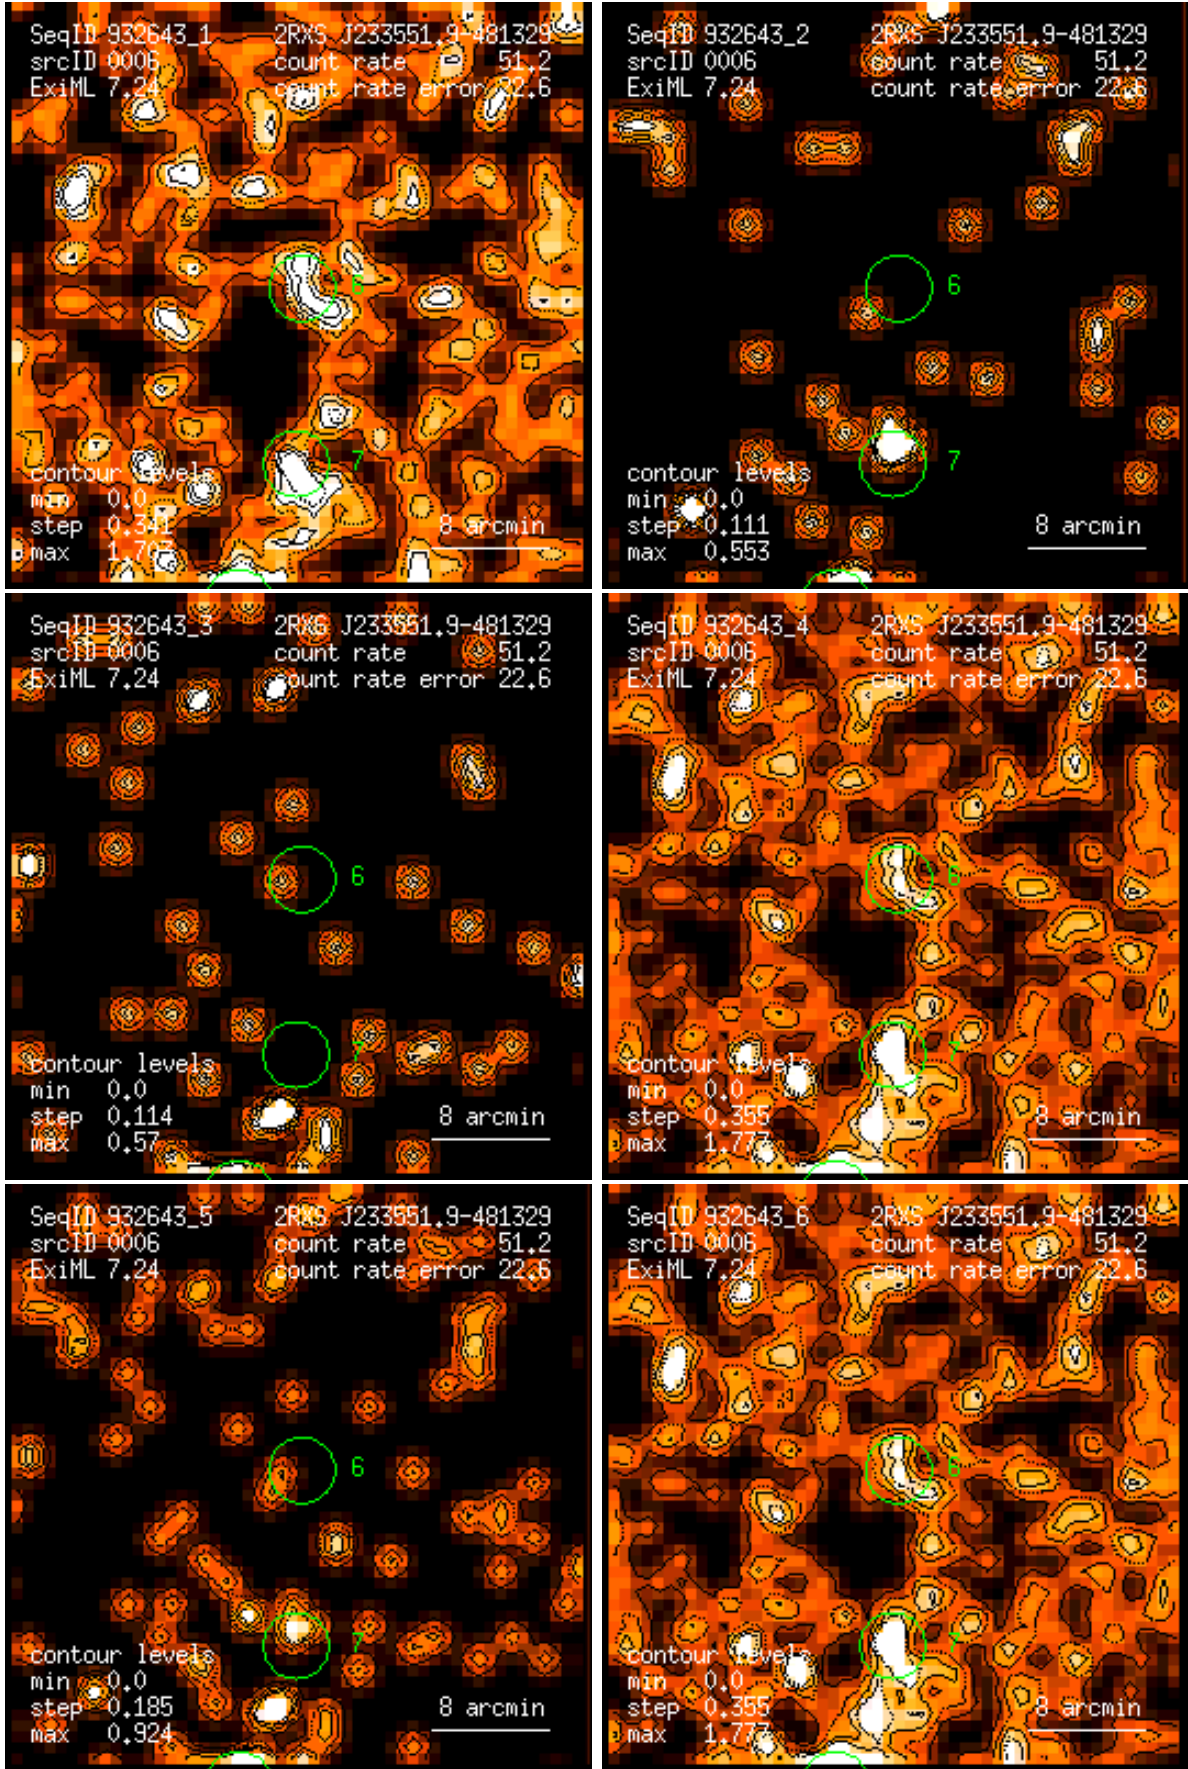 SeqID 932643_1 2RXS J233551.9-481329
srcID 0006 count rate 51.2
ExiML 7.24 count rate error 22.6
6
7
contour levels
min 0.0
step 0.341
max 8 arcmin
SeqID 932643_2 2RXS J233551.9-481329
srcID 0006 count rate 51.2
ExiML 7.24 count rate error 22.6
6
7
contour levels
min 0.0
step 0.111 8 arcmin
max 0.553
SeqID 932643_3 2RXS J233551.9-481329
srcID 0006 count rate 51.2
ExiML 7.24 count rate error 22.6
6
7
contour levels
min 0.0
step 0.114 8 arcmin
max 0.57
SeqID 932643_4 2RXS J233551.9-481329
srcID 0006 count rate 51.2
ExiML 7.24 count rate error 22.6
6
7
contour levels
min 0.0
step 0.355 8 arcmin
max 1.777
SeqID 932643_5 2RXS J233551.9-481329
srcID 0006 count rate 51.2
ExiML 7.24 count rate error 22.6
6
7
contour levels
min 0.0
step 0.185 8 arcmin
max 0.924
SeqID 932643_6 2RXS J233551.9-481329
srcID 0006 count rate 51.2
ExiML 7.24 count rate error 22.6
6
7
contour levels
min 0.0
step 0.355 8 arcmin
max 1.777